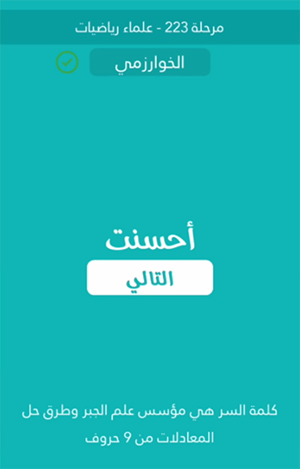 مرحلة 223 - علماء رياضيات
الخوارزمي
أحسنت
التالي
كلمة السر هي مؤسس علم الجبر وطرق حل
المعادلات من 9 حروف